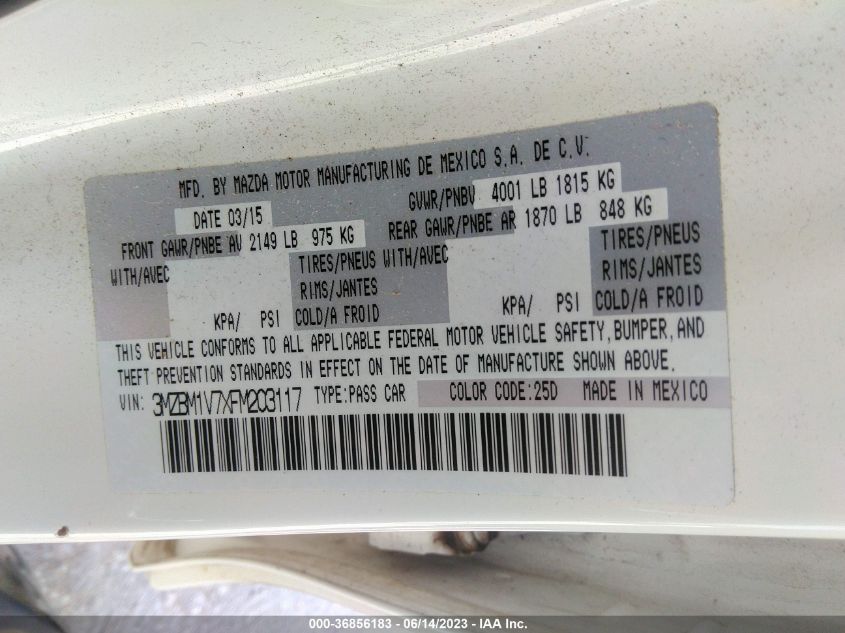 MFD. BY MAZDA MOTOR MANUFACTURING DE MEXICO S.A. DE C.V.
DATE 03/15 GVWR/PNBV 4001 LB 1815 KG
FRONT GAWR/PNBE AV 2149 LB 975 KG REAR GAWR/PNBE AR 1870 LB 848 KG
WITH/AVEC TIRES/PNEUS WITH/AVEC TIRES/PNEUS
RIMS/JANTES RIMS/JANTES
KPA/ PSI COLD/A FROID KPA/ PSI COLD/A FROID
THIS VEHICLE CONFORMS TO ALL APPLICABLE FEDERAL MOTOR VEHICLE SAFETY, BUMPER, AND
THEFT PREVENTION STANDARDS IN EFFECT ON THE DATE OF MANUFACTURE SHOWN ABOVE.
VIN: 3MZBM1V7XFM203117 TYPE:PASS CAR COLOR CODE:25D MADE IN MEXICO
000-36856183 - 06/14/2023 - IAA Inc.